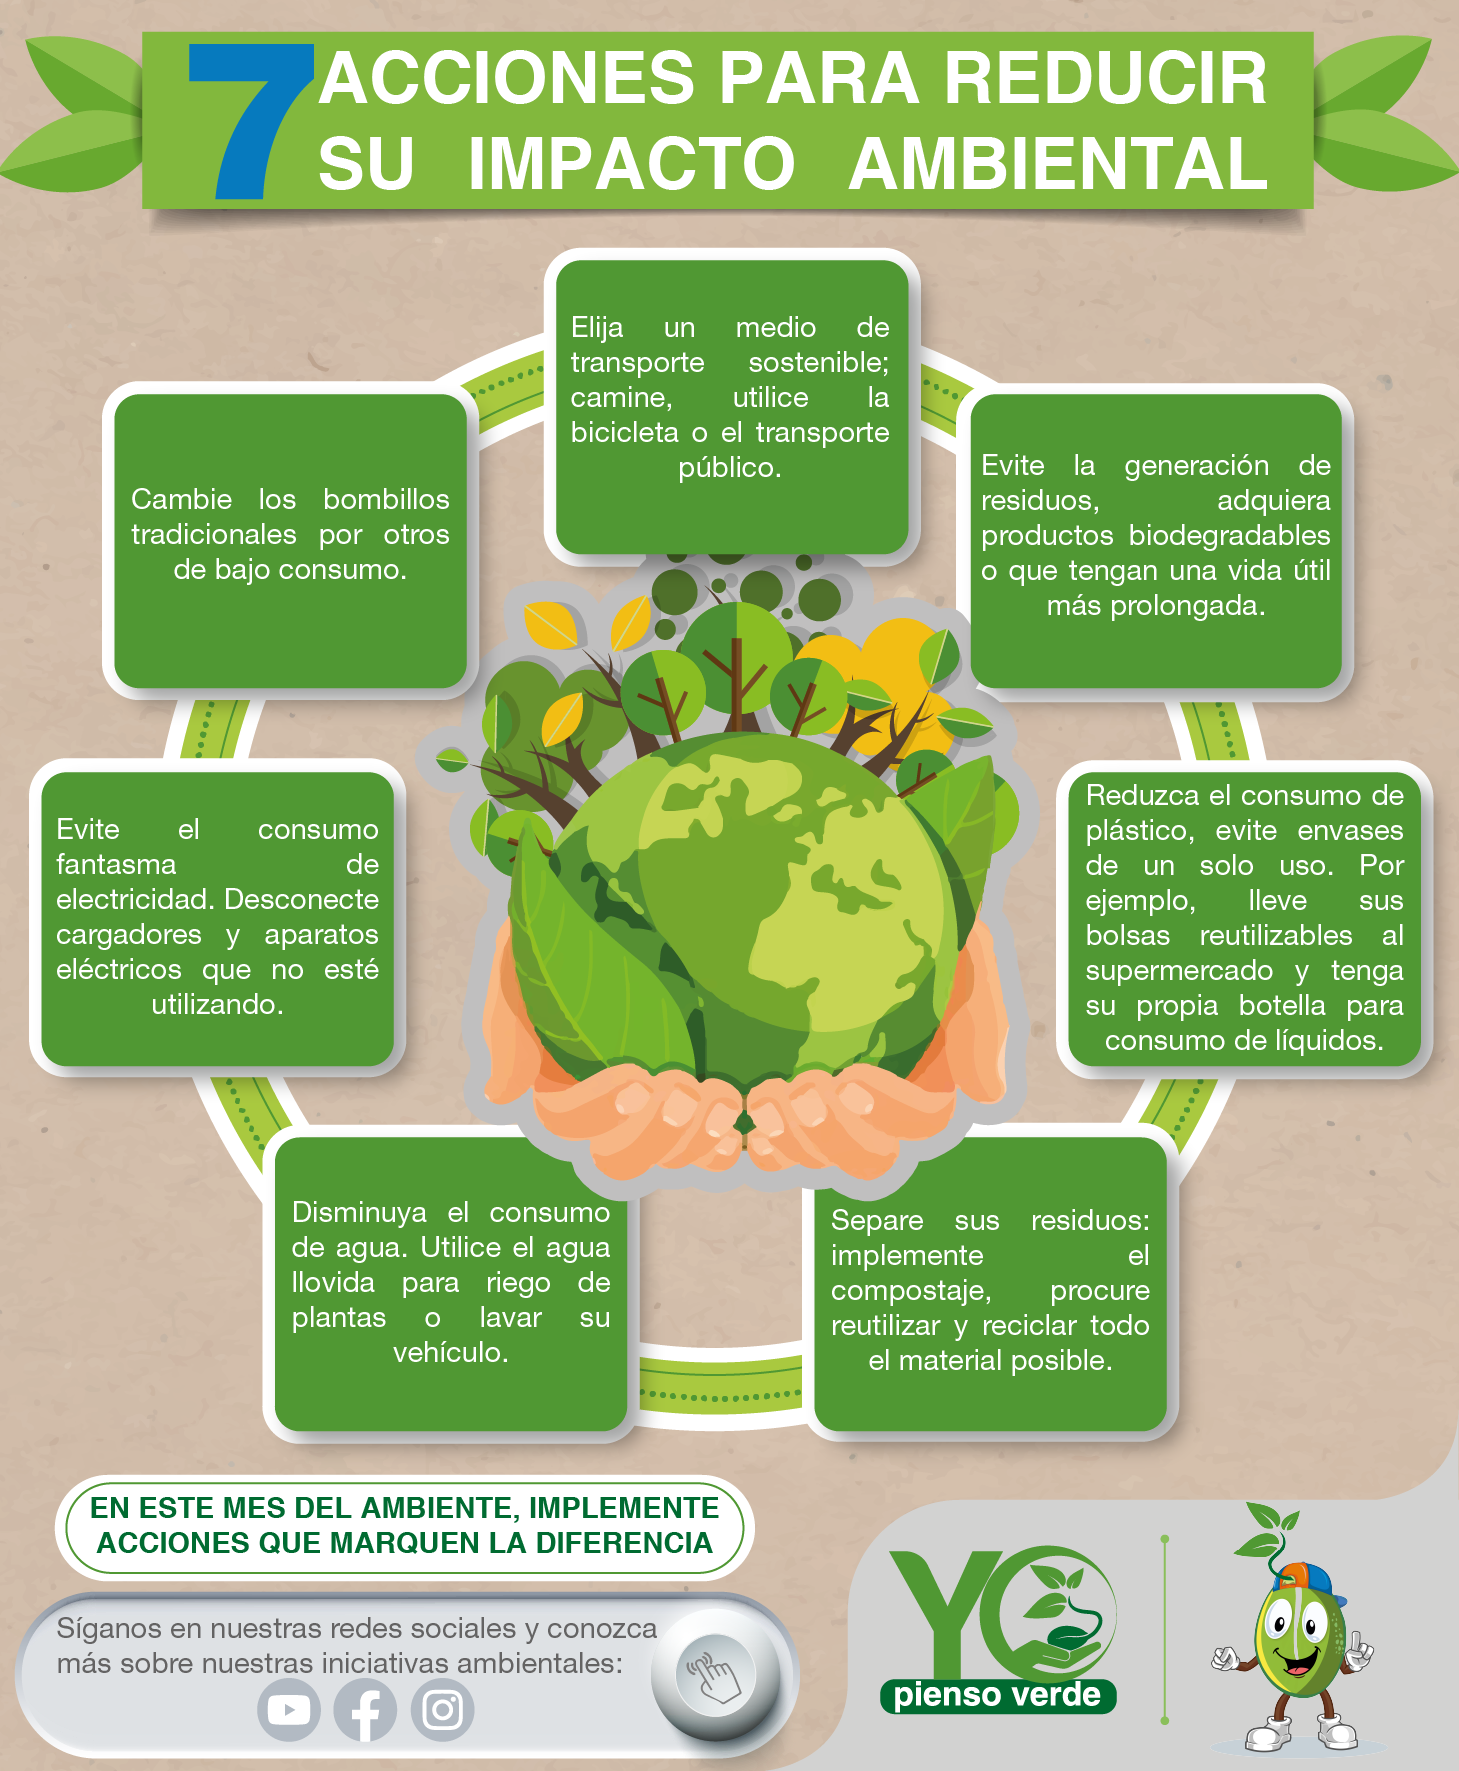 7 ACCIONES PARA REDUCIR
SU IMPACTO AMBIENTAL
Elija un medio de
transporte sostenible;
camine, utilice la
bicicleta o el transporte
público.
Evite la generación de
residuos, adquiera
productos biodegradables
o que tengan una vida útil
más prolongada.
Reduzca el consumo de
plástico, evite envases
de un solo uso. Por
ejemplo, lleve sus
bolsas reutilizables al
supermercado y tenga
su propia botella para
consumo de líquidos.
Separe sus residuos:
implemente el
compostaje, procure
reutilizar y reciclar todo
el material posible.
Disminuya el consumo
de agua. Utilice el agua
llovida para riego de
plantas o lavar su
vehículo.
Evite el consumo
fantasma de
electricidad. Desconecte
cargadores y aparatos
eléctricos que no esté
utilizando.
Cambie los bombillos
tradicionales por otros
de bajo consumo.
EN ESTE MES DEL AMBIENTE, IMPLEMENTE
ACCIONES QUE MARQUEN LA DIFERENCIA
Síganos en nuestras redes sociales y conozca
más sobre nuestras iniciativas ambientales:
YO
pienso verde